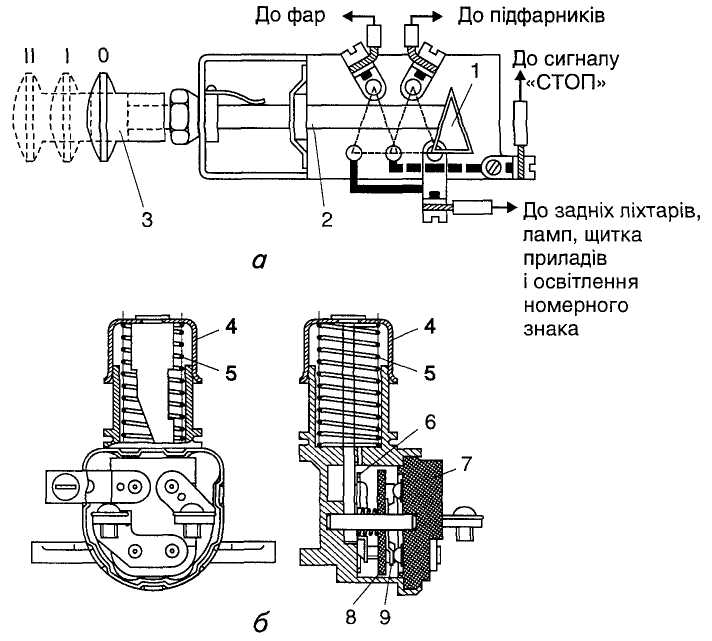 До фар
До підфарників
До сигналу
«СТОП»
II I 0
1
3
2
До задніх ліхтарів,
ламп, щитка
приладів
і освітлення
номерного
знака
а
4
5
4
5
6
7
8
9
б